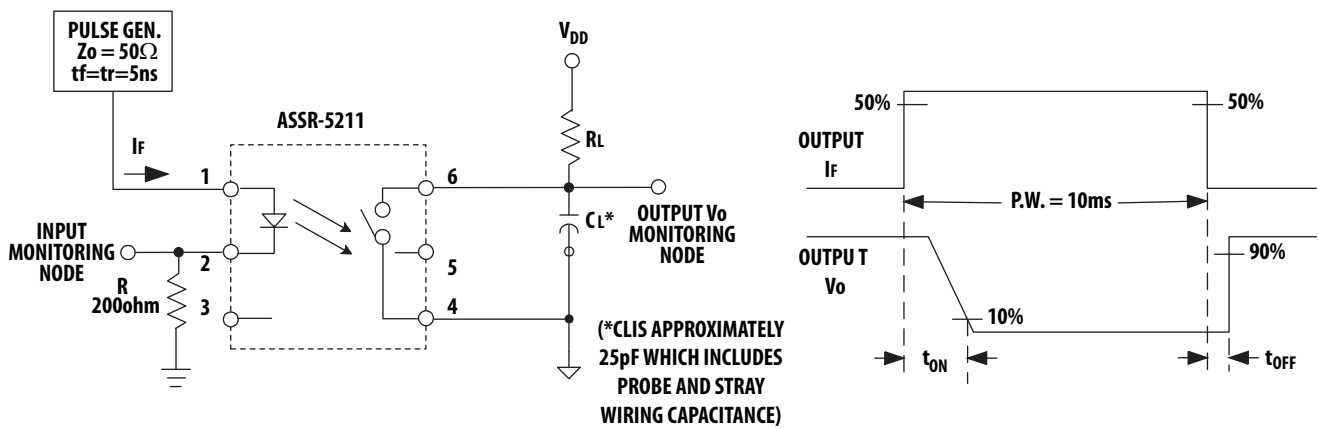 PULSE GEN.
Zo = 50Ω
tf=tr=5ns
IF
ASSR-5211
1
2
3
6
5
4
INPUT
MONITORING
NODE
R
200ohm
VDD
RL
CL*
OUTPUT Vo
MONITORING
NODE
(*CLIS APPROXIMATELY
25pF WHICH INCLUDES
PROBE AND STRAY
WIRING CAPACITANCE)
50%
50%
OUTPUT
IF
P.W. = 10ms
OUTPU T
Vo
90%
10%
tON
tOFF